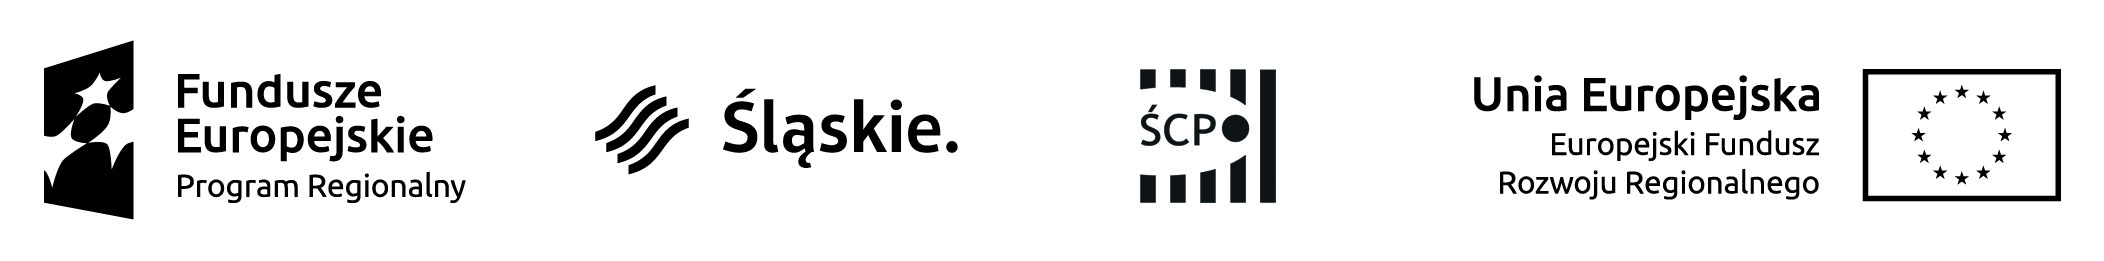 Fundusze
Europejskie
Program Regionalny
Śląskie.
ŚCP
Unia Europejska
Europejski Fundusz
Rozwoju Regionalnego